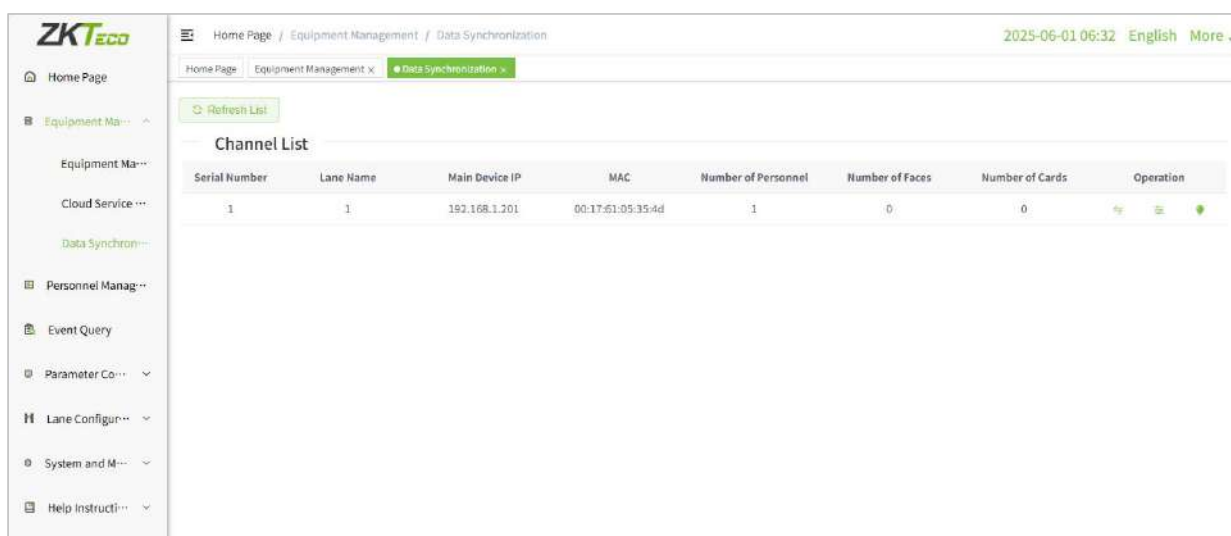 ZKTeco
Home Page / Equipment Management / Data Synchronization
2025-06-01 06:32 English More
Home Page Equipment Management × Data Synchronization ×
Home Page
Equipment Ma···
Equipment Ma···
Cloud Service ···
Data Synchron···
Personnel Manag···
Event Query
Parameter Co···
Lane Configur···
System and M···
Help Instructi···
Refresh List
Channel List
Serial Number Lane Name Main Device IP MAC Number of Personnel Number of Faces Number of Cards Operation
1 1 192.168.1.201 00:17:61:05:35:4d 1 0 0